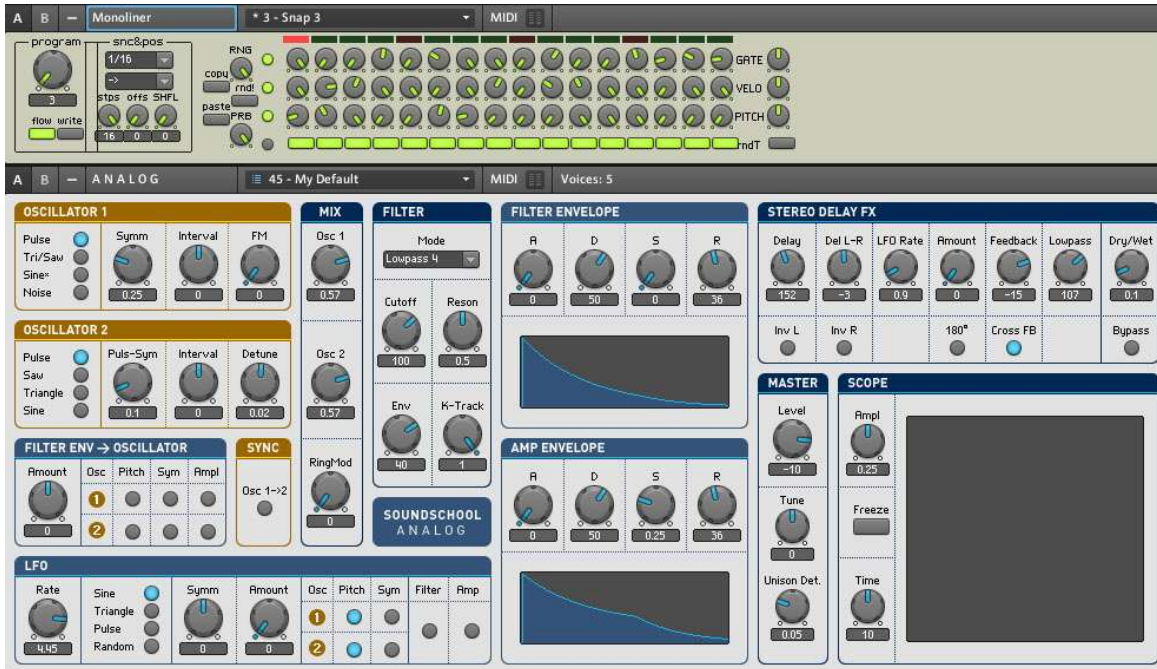 A B – Monoliner * 3 - Snap 3 MIDI
program snc&pos
1/16
->
3
stps offs SHFL
16 0 0
flow write
RNG
copy
rnd!
paste
PRB
GATE
VELO
PITCH
rndT
A B – ANALOG 45 - My Default MIDI Voices: 5
OSCILLATOR 1
Pulse
Tri/Saw
Sine×
Noise
Symm Interval FM
0.25 0 0
OSCILLATOR 2
Pulse
Saw
Triangle
Sine
Puls-Sym Interval Detune
0.1 0 0.02
FILTER ENV → OSCILLATOR
Amount Osc Pitch Sym Ampl
1
2
0
SYNC
Osc 1->2
MIX
Osc 1
0.57
Osc 2
0.57
RingMod
0
FILTER
Mode
Lowpass 4
Cutoff Reson
100 0.5
Env K-Track
40 1
SOUNDSCHOOL
ANALOG
LFO
Rate
4.45
Sine
Triangle
Pulse
Random
Symm Amount
0 0
Osc Pitch Sym Filter Amp
1
2
FILTER ENVELOPE
A D S R
0 50 0 36
AMP ENVELOPE
A D S R
0 50 0.25 36
STEREO DELAY FX
Delay Del L-R LFO Rate Amount Feedback Lowpass Dry/Wet
152 -3 0.9 0 -15 107 0.1
Inv L Inv R 180° Cross FB Bypass
MASTER
Level
-10
Tune
0
Unison Det.
0.05
SCOPE
Ampl
0.25
Freeze
Time
10